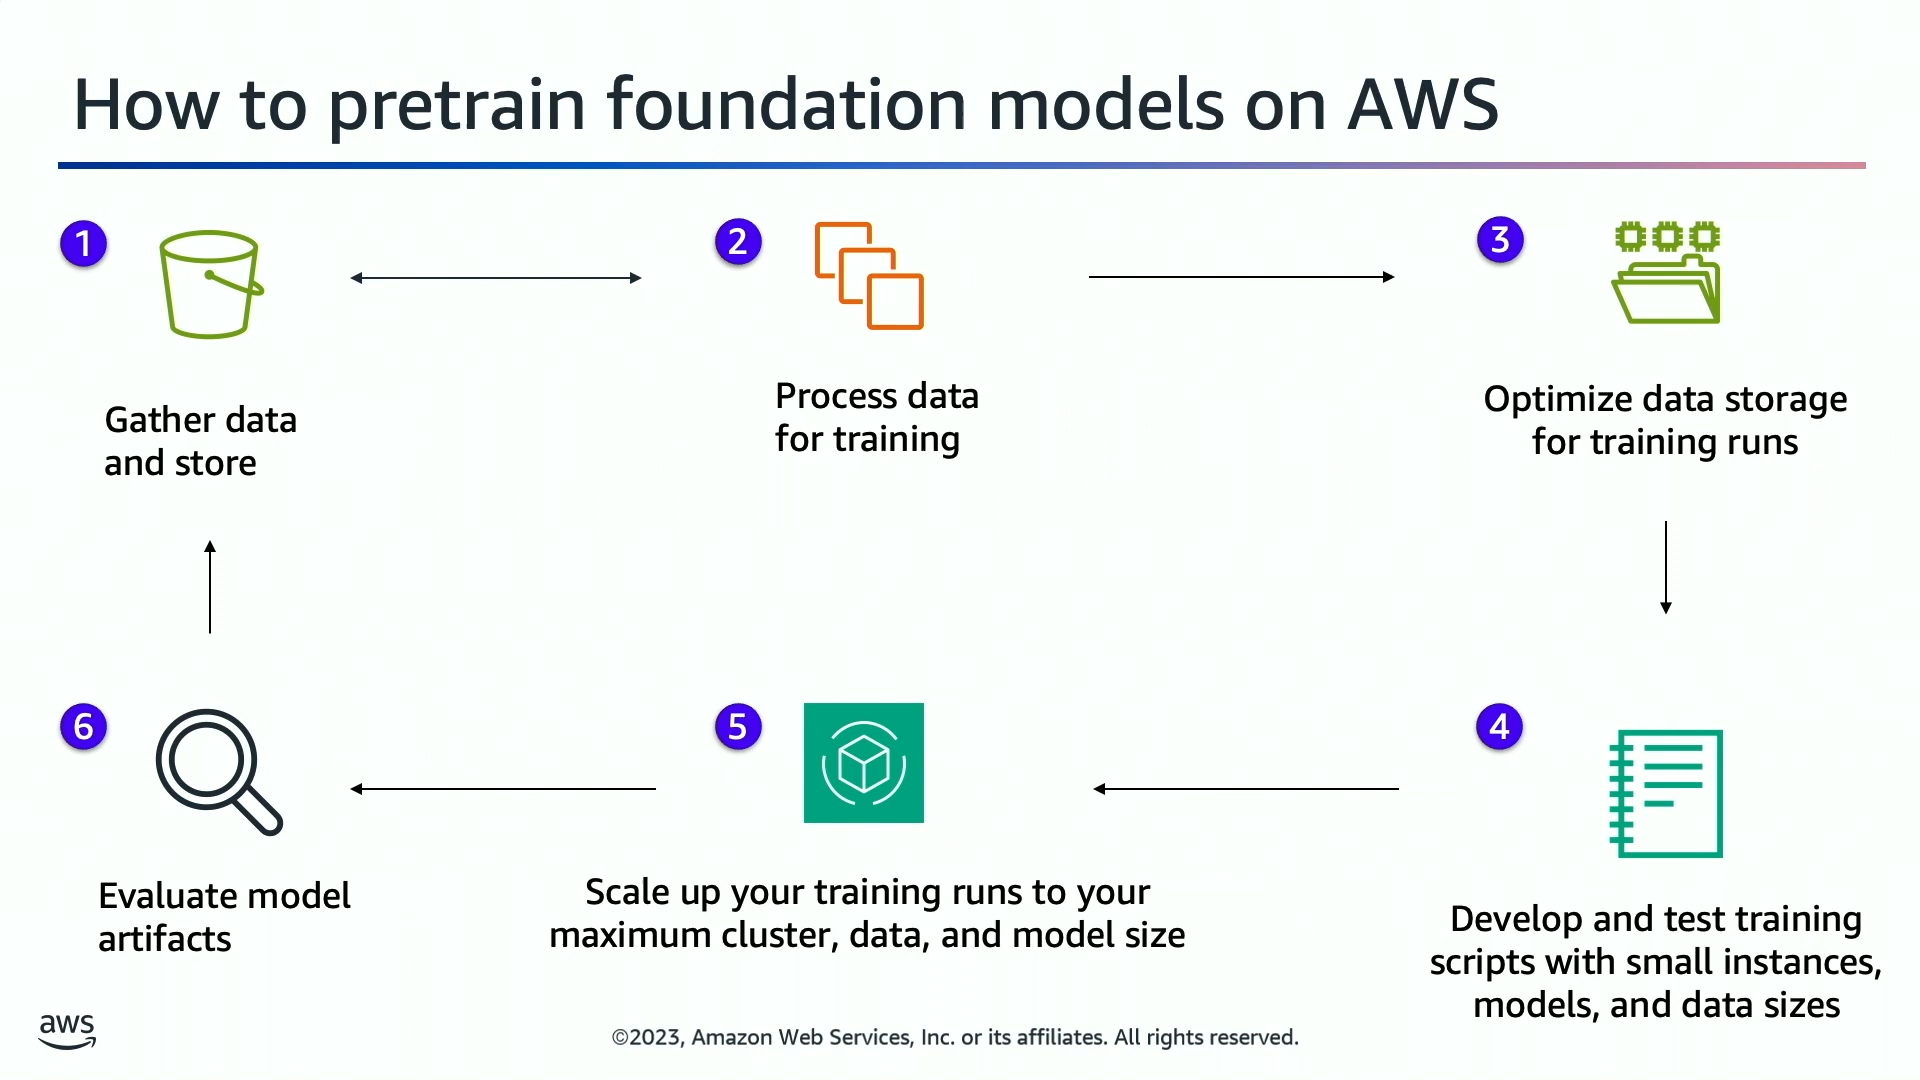 How to pretrain foundation models on AWS
1
Gather data
and store
2
Process data
for training
3
Optimize data storage
for training runs
4
Develop and test training
scripts with small instances,
models, and data sizes
5
Scale up your training runs to your
maximum cluster, data, and model size
6
Evaluate model
artifacts
aws
©2023, Amazon Web Services, Inc. or its affiliates. All rights reserved.